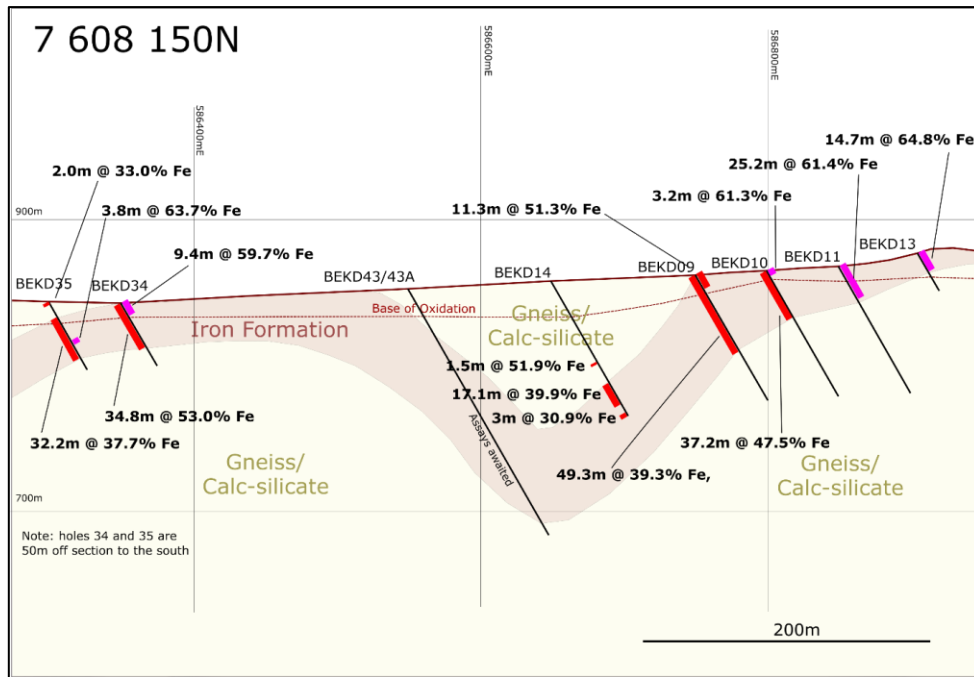 7 608 150N
586400mE
586600mE
586800mE
2.0m @ 33.0% Fe
3.8m @ 63.7% Fe
9.4m @ 59.7% Fe
14.7m @ 64.8% Fe
25.2m @ 61.4% Fe
3.2m @ 61.3% Fe
11.3m @ 51.3% Fe
900m
BEKD35
BEKD34
BEKD43/43A
BEKD14
BEKD09
BEKD10
BEKD11
BEKD13
Base of Oxidation
Iron Formation
Gneiss/
Calc-silicate
1.5m @ 51.9% Fe
17.1m @ 39.9% Fe
3m @ 30.9% Fe
Assays awaited
34.8m @ 53.0% Fe
32.2m @ 37.7% Fe
37.2m @ 47.5% Fe
49.3m @ 39.3% Fe,
Gneiss/
Calc-silicate
Gneiss/
Calc-silicate
700m
Note: holes 34 and 35 are
50m off section to the south
200m